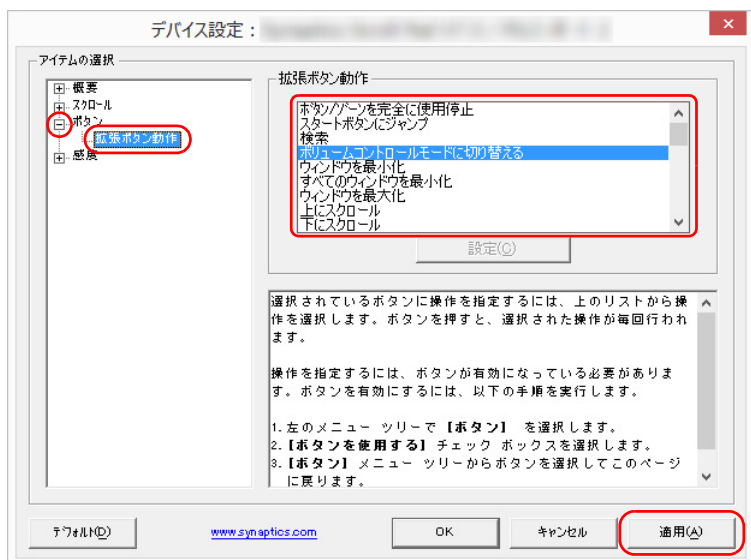 デバイス設定：
アイテムの選択
概要
スクロール
ボタン
拡張ボタン動作
感度
拡張ボタン動作
ボタン/ゾーンを完全に使用停止
スタートボタンにジャンプ
検索
ボリュームコントロールモードに切り替える
ウィンドウを最小化
すべてのウィンドウを最小化
ウィンドウを最大化
上にスクロール
下にスクロール
設定(C)
選択されているボタンに操作を指定するには、上のリストから操
作を選択します。ボタンを押すと、選択された操作が毎回行われ
ます。
操作を指定するには、ボタンが有効になっている必要がありま
す。ボタンを有効にするには、以下の手順を実行します。
1.左のメニュー ツリーで 【ボタン】 を選択します。
2.【ボタンを使用する】 チェック ボックスを選択します。
3.【ボタン】 メニュー ツリーからボタンを選択してこのページ
に戻ります。
デフォルト(D)
www.synaptics.com
OK
キャンセル
適用(A)